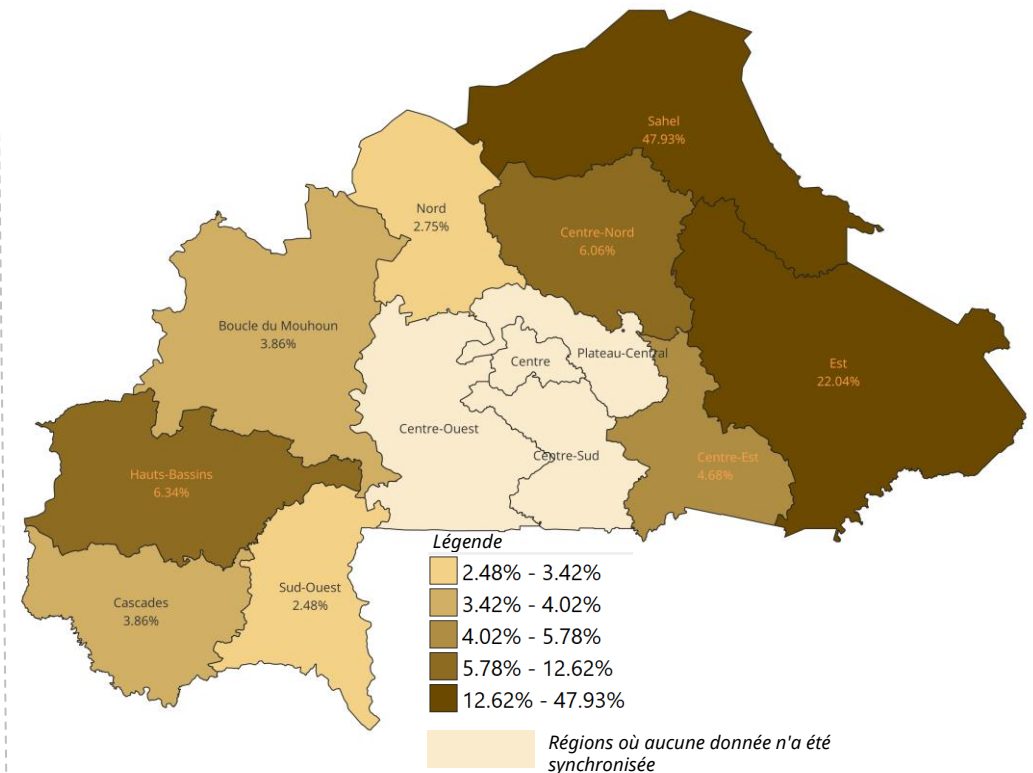 Sahel
47.93%
Nord
2.75%
Centre-Nord
6.06%
Boucle du Mouhoun
3.86%
Centre
Plateau-Central
Est
22.04%
Centre-Ouest
Centre-Sud
Centre-Est
4.68%
Hauts-Bassins
6.34%
Cascades
3.86%
Sud-Ouest
2.48%
Légende
2.48% - 3.42%
3.42% - 4.02%
4.02% - 5.78%
5.78% - 12.62%
12.62% - 47.93%
Régions où aucune donnée n'a été
synchronisée